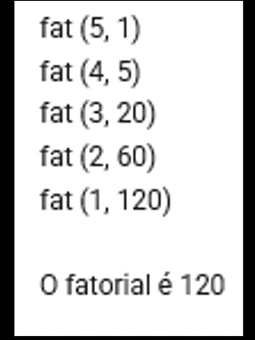 fat (5, 1)
fat (4, 5)
fat (3, 20)
fat (2, 60)
fat (1, 120)
O fatorial é 120